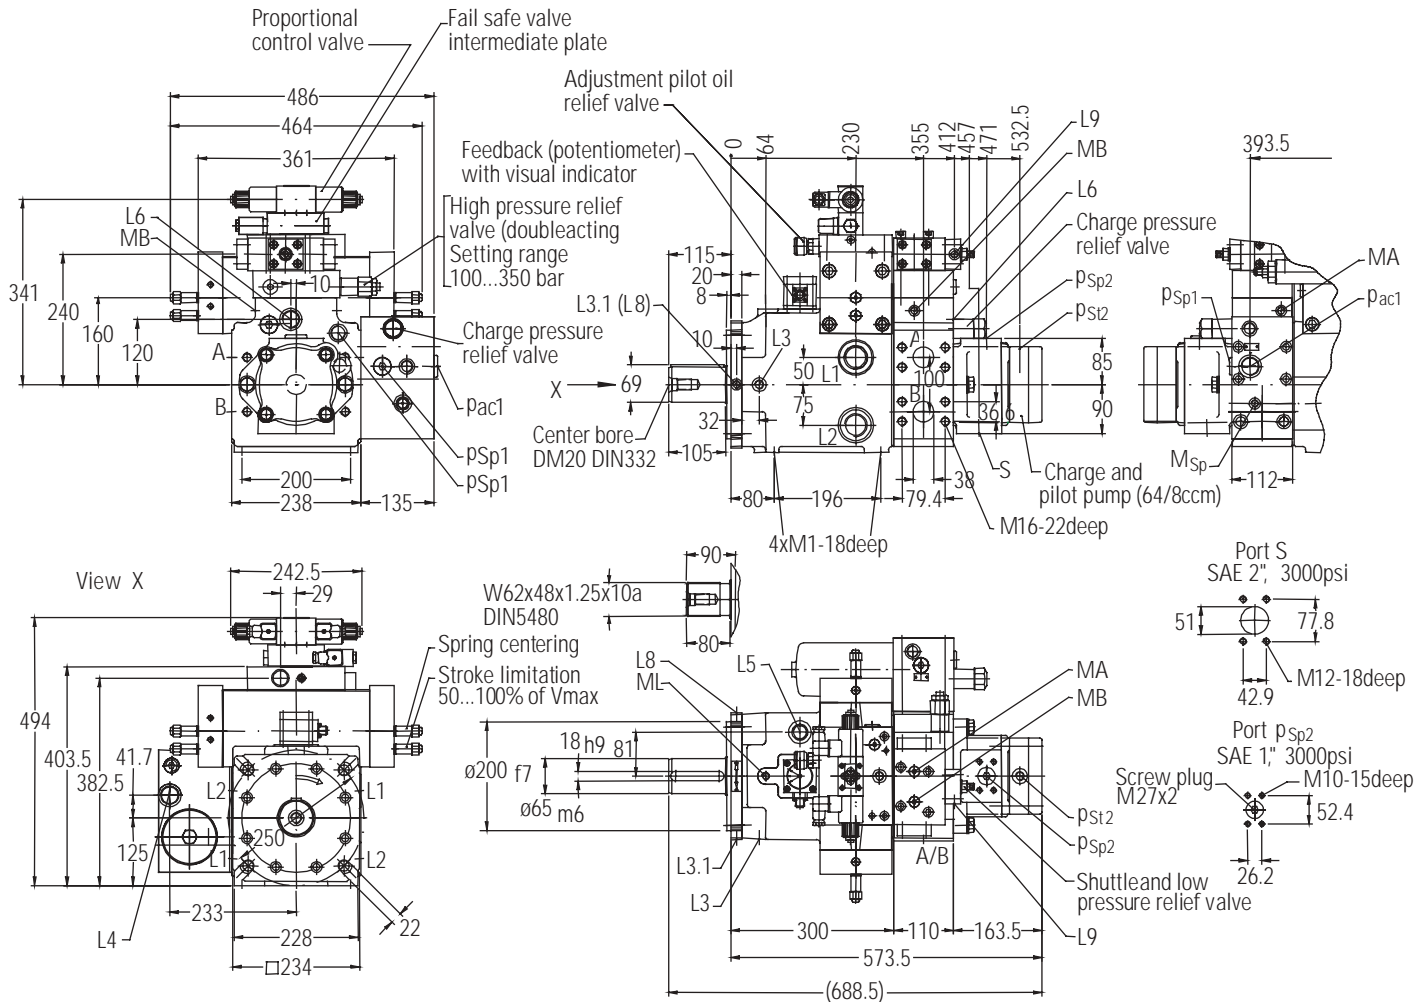 Proportional
control valve
Fail safe valve
intermediate plate
486
464
361
L6
MB
341
240
160
120
10
A
B
High pressure relief
valve (doubleacting
Setting range
100...350 bar
Charge pressure
relief valve
pac1
pSp1
pSp1
200
238
135
Adjustment pilot oil
relief valve
Feedback (potentiometer)
with visual indicator
0
64
230
355
412
457
471
532.5
L9
MB
L6
Charge pressure
relief valve
pSp2
pSt2
115
20
8
L3.1 (L8)
10
L3
50
L1
A
100
85
X
69
75
B
36.6
90
32
L2
Center bore
DM20 DIN332
105
S
38
Charge and
pilot pump (64/8ccm)
80
196
79.4
M16-22deep
4xM1-18deep
393.5
MA
pSp1
pac1
MSp
112
View X
242.5
29
494
403.5
382.5
41.7
125
Spring centering
Stroke limitation
50...100% of Vmax
L2
L1
250
L1
L2
233
L4
228
22
□234
90
W62x48x1.25x10a
DIN5480
80
L8
ML
L5
MA
MB
18 h9
81
ø200 f7
ø65 m6
L3.1
L3
A/B
pSt2
pSp2
Shuttleand low
pressure relief valve
L9
300
110
163.5
573.5
(688.5)
Port S
SAE 2", 3000psi
51
77.8
M12-18deep
42.9
Port pSp2
SAE 1," 3000psi
Screw plug
M27x2
M10-15deep
52.4
26.2